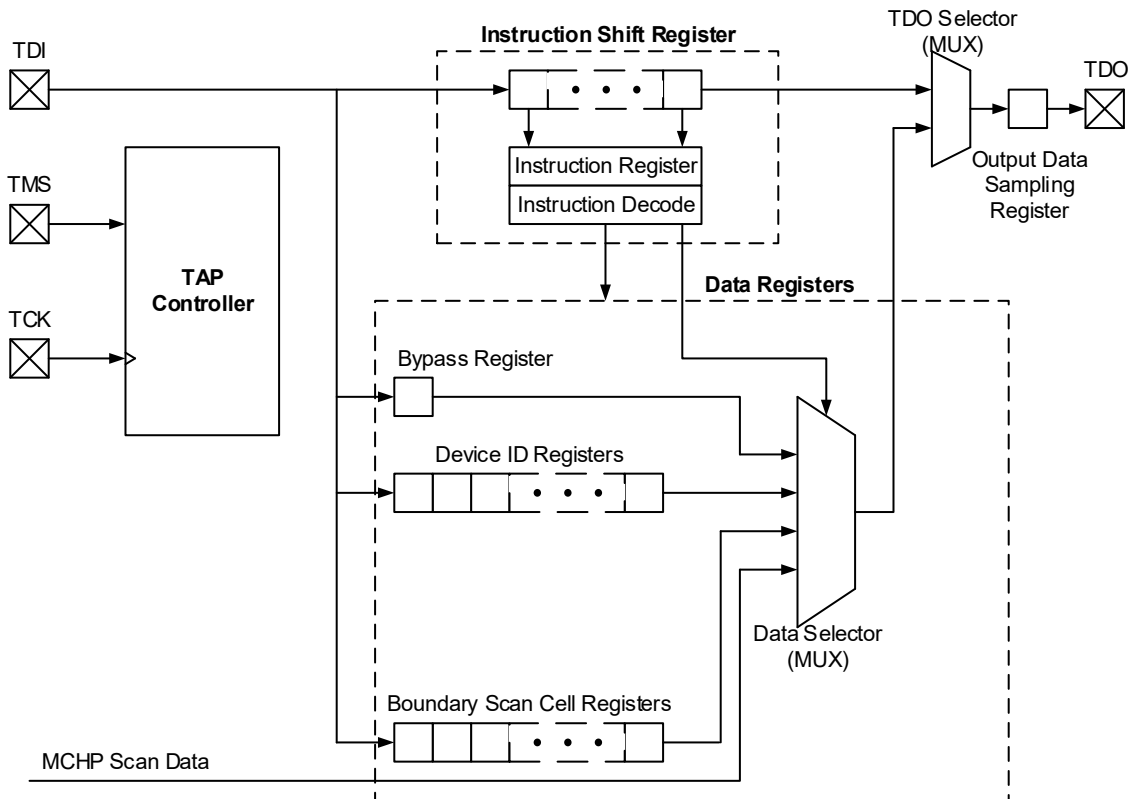 TDI
Instruction Shift Register
TDO Selector
(MUX)
TDO
TMS
Instruction Register
Instruction Decode
Output Data
Sampling
Register
TAP
Controller
Data Registers
TCK
Bypass Register
Device ID Registers
Data Selector
(MUX)
Boundary Scan Cell Registers
MCHP Scan Data